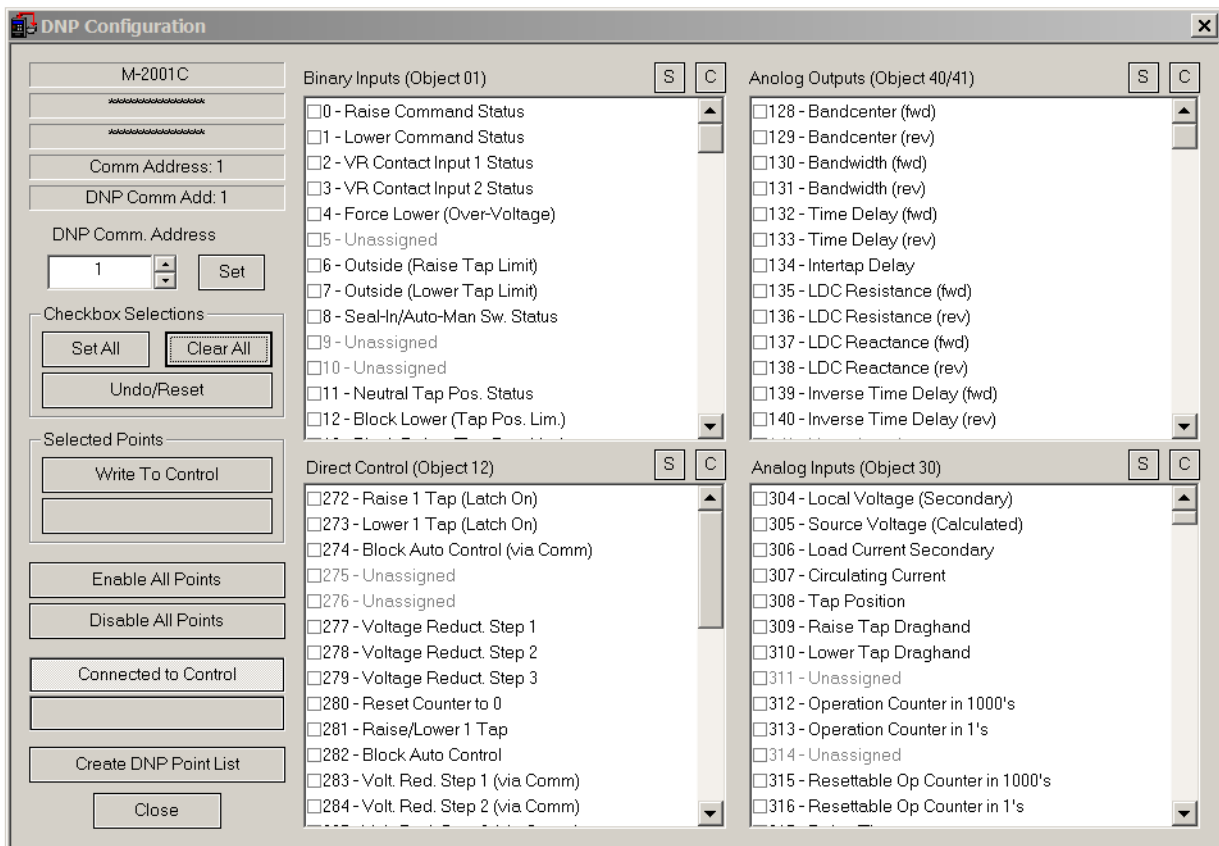 DNP Configuration
M-2001C
****************
****************
Comm Address: 1
DNP Comm Add: 1
DNP Comm. Address
1
Set
Checkbox Selections
Set All
Clear All
Undo/Reset
Selected Points
Write To Control
Enable All Points
Disable All Points
Connected to Control
Create DNP Point List
Close
Binary Inputs (Object 01)
S
C
0 - Raise Command Status
1 - Lower Command Status
2 - VR Contact Input 1 Status
3 - VR Contact Input 2 Status
4 - Force Lower (Over-Voltage)
5 - Unassigned
6 - Outside (Raise Tap Limit)
7 - Outside (Lower Tap Limit)
8 - Seal-In/Auto-Man Sw. Status
9 - Unassigned
10 - Unassigned
11 - Neutral Tap Pos. Status
12 - Block Lower (Tap Pos. Lim.)
Analog Outputs (Object 40/41)
S
C
128 - Bandcenter (fwd)
129 - Bandcenter (rev)
130 - Bandwidth (fwd)
131 - Bandwidth (rev)
132 - Time Delay (fwd)
133 - Time Delay (rev)
134 - Intertap Delay
135 - LDC Resistance (fwd)
136 - LDC Resistance (rev)
137 - LDC Reactance (fwd)
138 - LDC Reactance (rev)
139 - Inverse Time Delay (fwd)
140 - Inverse Time Delay (rev)
Direct Control (Object 12)
S
C
272 - Raise 1 Tap (Latch On)
273 - Lower 1 Tap (Latch On)
274 - Block Auto Control (via Comm)
275 - Unassigned
276 - Unassigned
277 - Voltage Reduct. Step 1
278 - Voltage Reduct. Step 2
279 - Voltage Reduct. Step 3
280 - Reset Counter to 0
281 - Raise/Lower 1 Tap
282 - Block Auto Control
283 - Volt. Red. Step 1 (via Comm)
284 - Volt. Red. Step 2 (via Comm)
Analog Inputs (Object 30)
S
C
304 - Local Voltage (Secondary)
305 - Source Voltage (Calculated)
306 - Load Current Secondary
307 - Circulating Current
308 - Tap Position
309 - Raise Tap Draghand
310 - Lower Tap Draghand
311 - Unassigned
312 - Operation Counter in 1000's
313 - Operation Counter in 1's
314 - Unassigned
315 - Resettable Op Counter in 1000's
316 - Resettable Op Counter in 1's